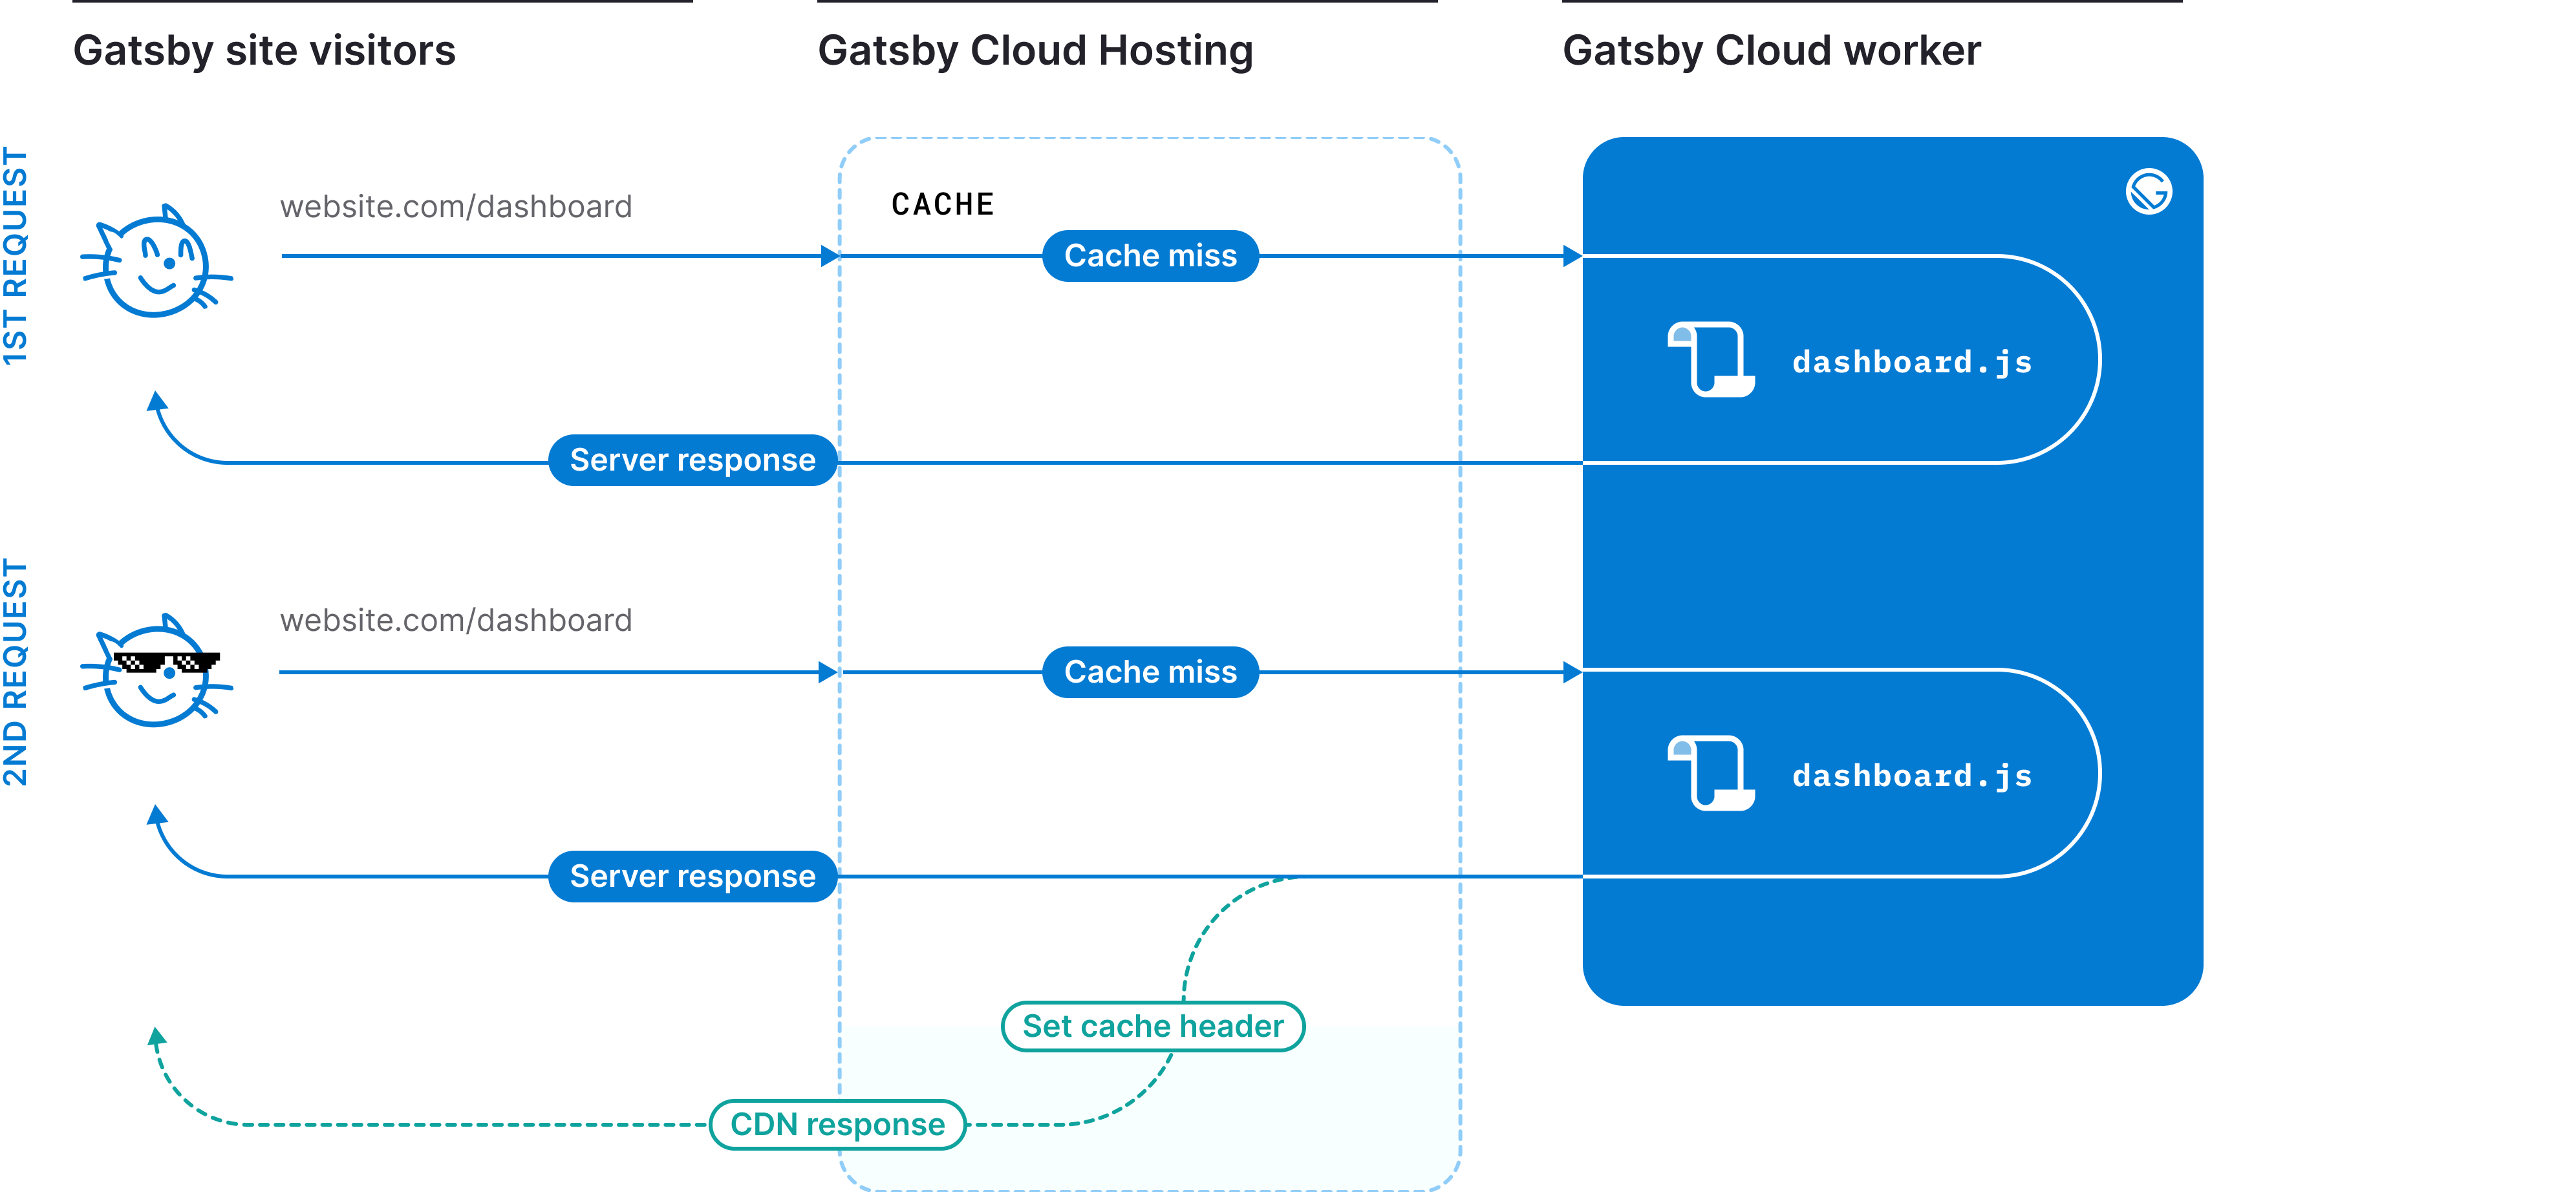 Gatsby site visitors
Gatsby Cloud Hosting
Gatsby Cloud worker
1ST REQUEST
website.com/dashboard
CACHE
Cache miss
dashboard.js
Server response
2ND REQUEST
website.com/dashboard
Cache miss
dashboard.js
Server response
Set cache header
CDN response